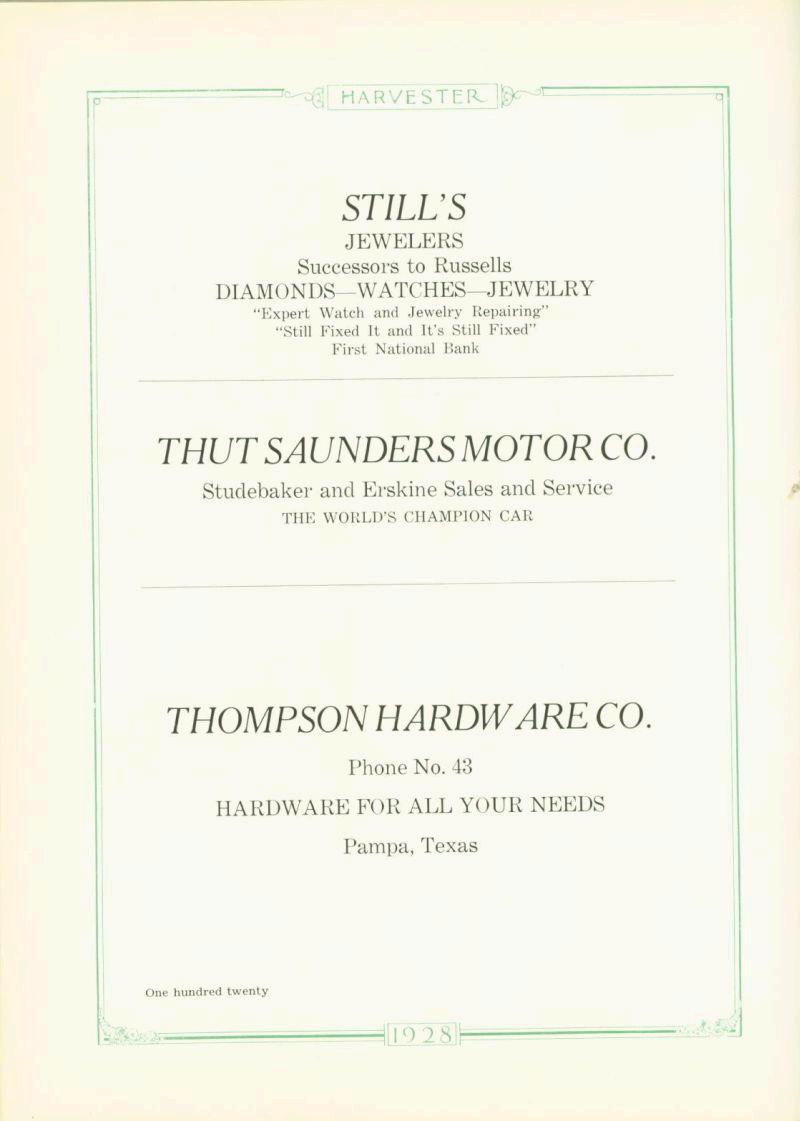 HARVESTER
STILL'S
JEWELERS
Successors to Russells
DIAMONDS—WATCHES—JEWELRY
"Expert Watch and Jewelry Repairing"
"Still Fixed It and It's Still Fixed"
First National Bank
THUT SAUNDERS MOTOR CO.
Studebaker and Erskine Sales and Service
THE WORLD'S CHAMPION CAR
THOMPSON HARDWARE CO.
Phone No. 43
HARDWARE FOR ALL YOUR NEEDS
Pampa, Texas
One hundred twenty
1928